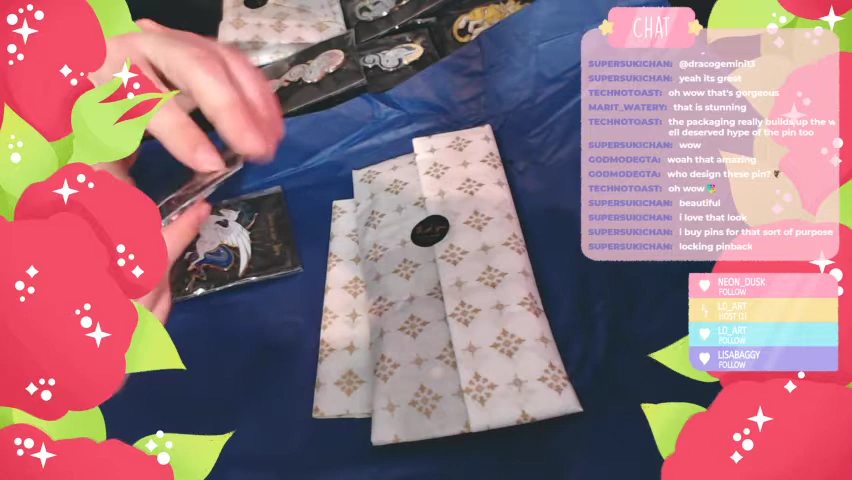 CHAT
SUPERSUKICHAN: @dracogemini13
SUPERSUKICHAN: yeah its great
TECHNOTOAST: oh wow that's gorgeous
MARIT_WATERY: that is stunning
TECHNOTOAST: the packaging really builds up the w
ell deserved hype of the pin too
SUPERSUKICHAN: wow
GODMODEGTA: woah that amazing
GODMODEGTA: who design these pin?
TECHNOTOAST: oh wow
SUPERSUKICHAN: beautiful
SUPERSUKICHAN: i love that look
SUPERSUKICHAN: i buy pins for that sort of purpose
SUPERSUKICHAN: locking pinback
NEON_DUSK
FOLLOW
LD_ART
HOST (2)
LD_ART
FOLLOW
LISABAGGY
FOLLOW